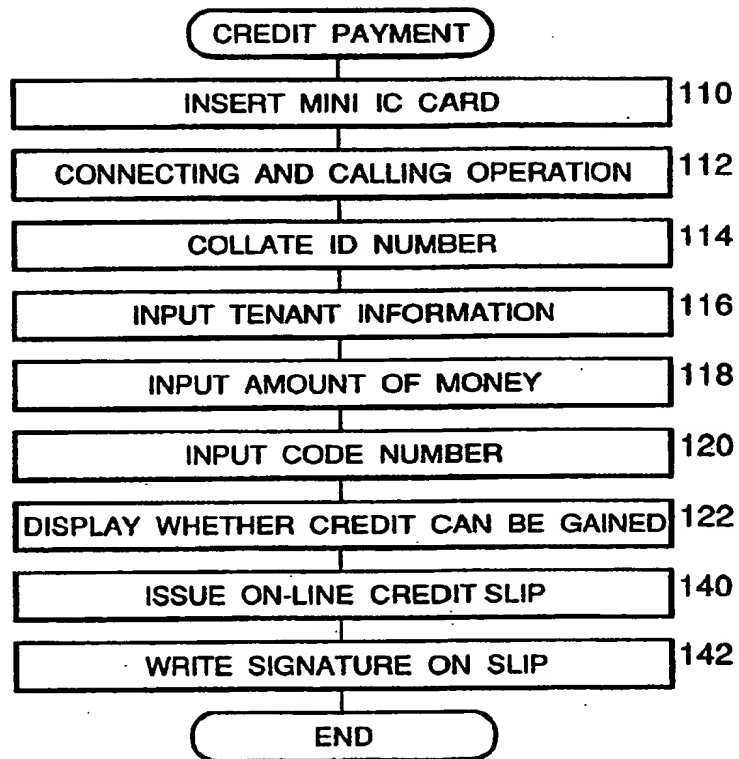 CREDIT PAYMENT
INSERT MINI IC CARD 110
CONNECTING AND CALLING OPERATION 112
COLLATE ID NUMBER 114
INPUT TENANT INFORMATION 116
INPUT AMOUNT OF MONEY 118
INPUT CODE NUMBER 120
DISPLAY WHETHER CREDIT CAN BE GAINED 122
ISSUE ON-LINE CREDIT SLIP 140
WRITE SIGNATURE ON SLIP 142
END